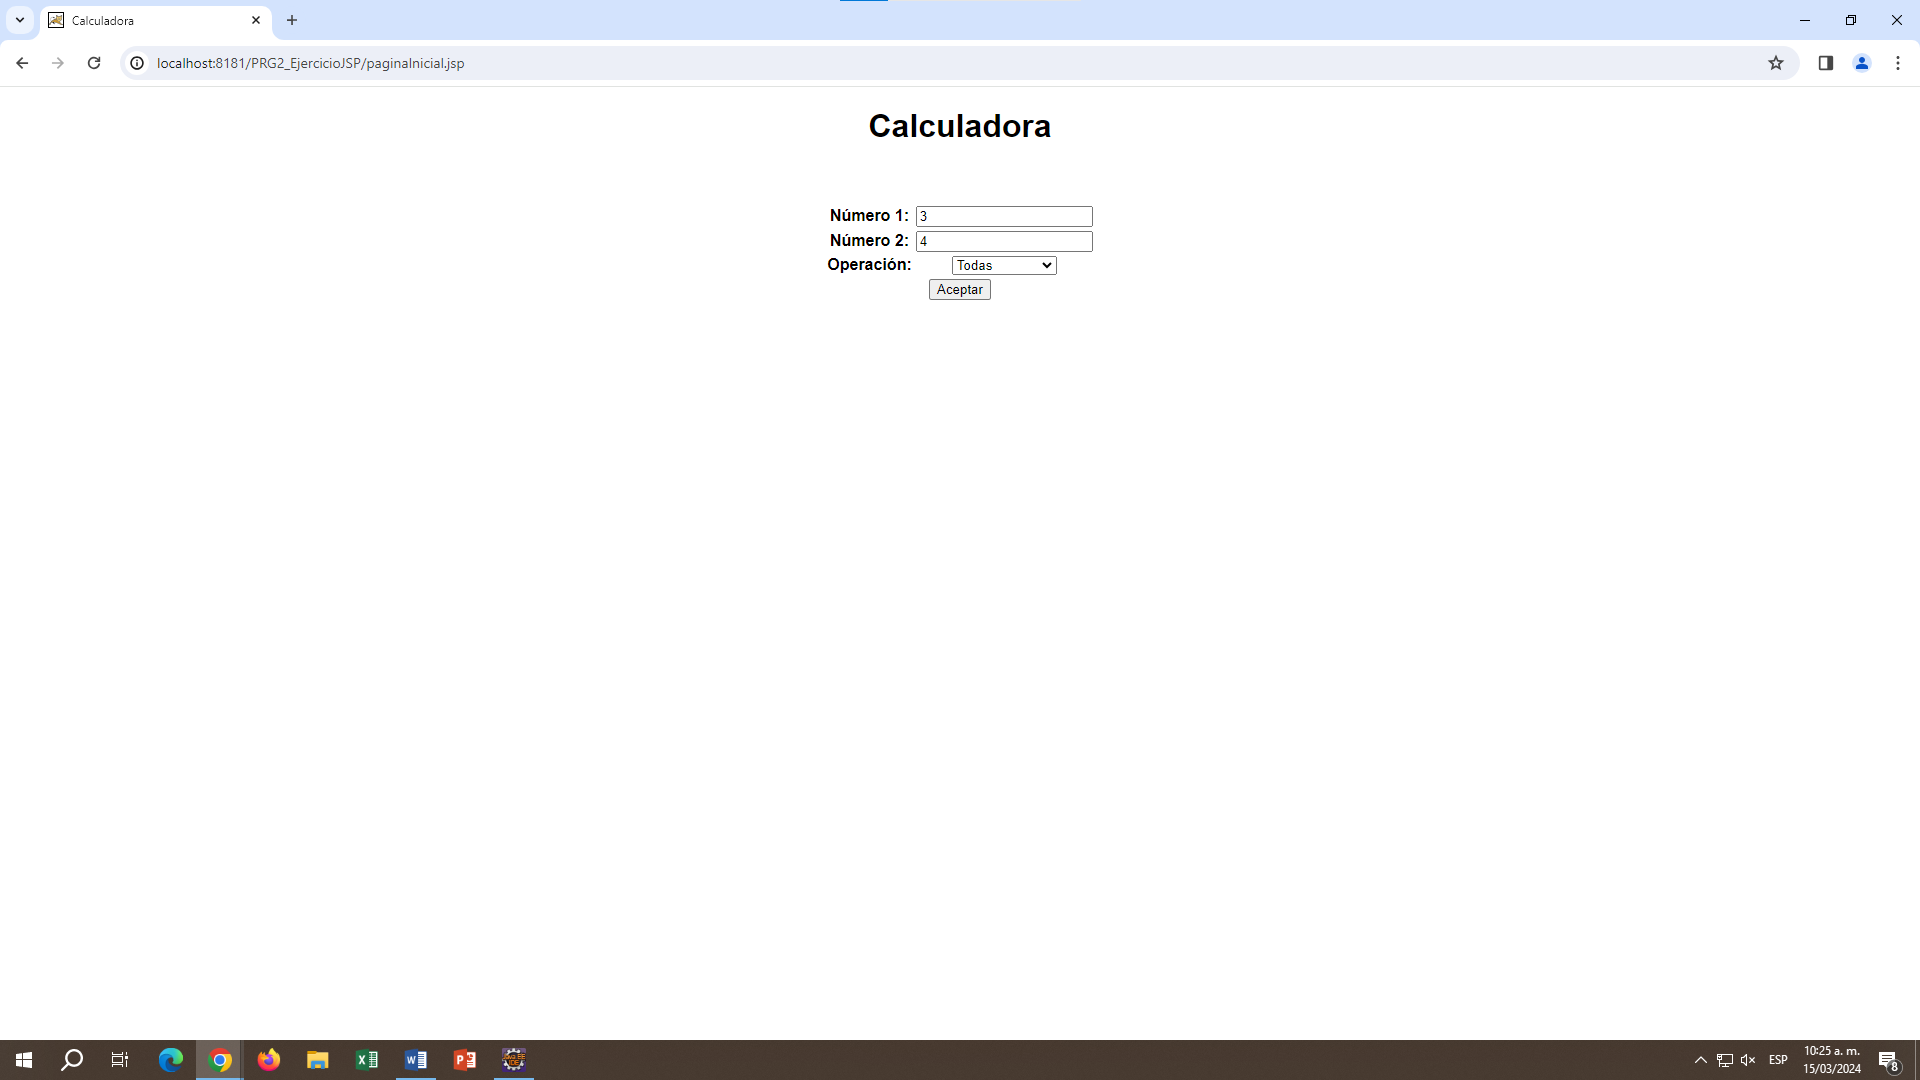 Calculadora
localhost:8181/PRG2_EjercicioJSP/paginaInicial.jsp
Calculadora
Número 1: 3
Número 2: 4
Operación: Todas
Aceptar
ESP
10:25 a. m.
15/03/2024
8